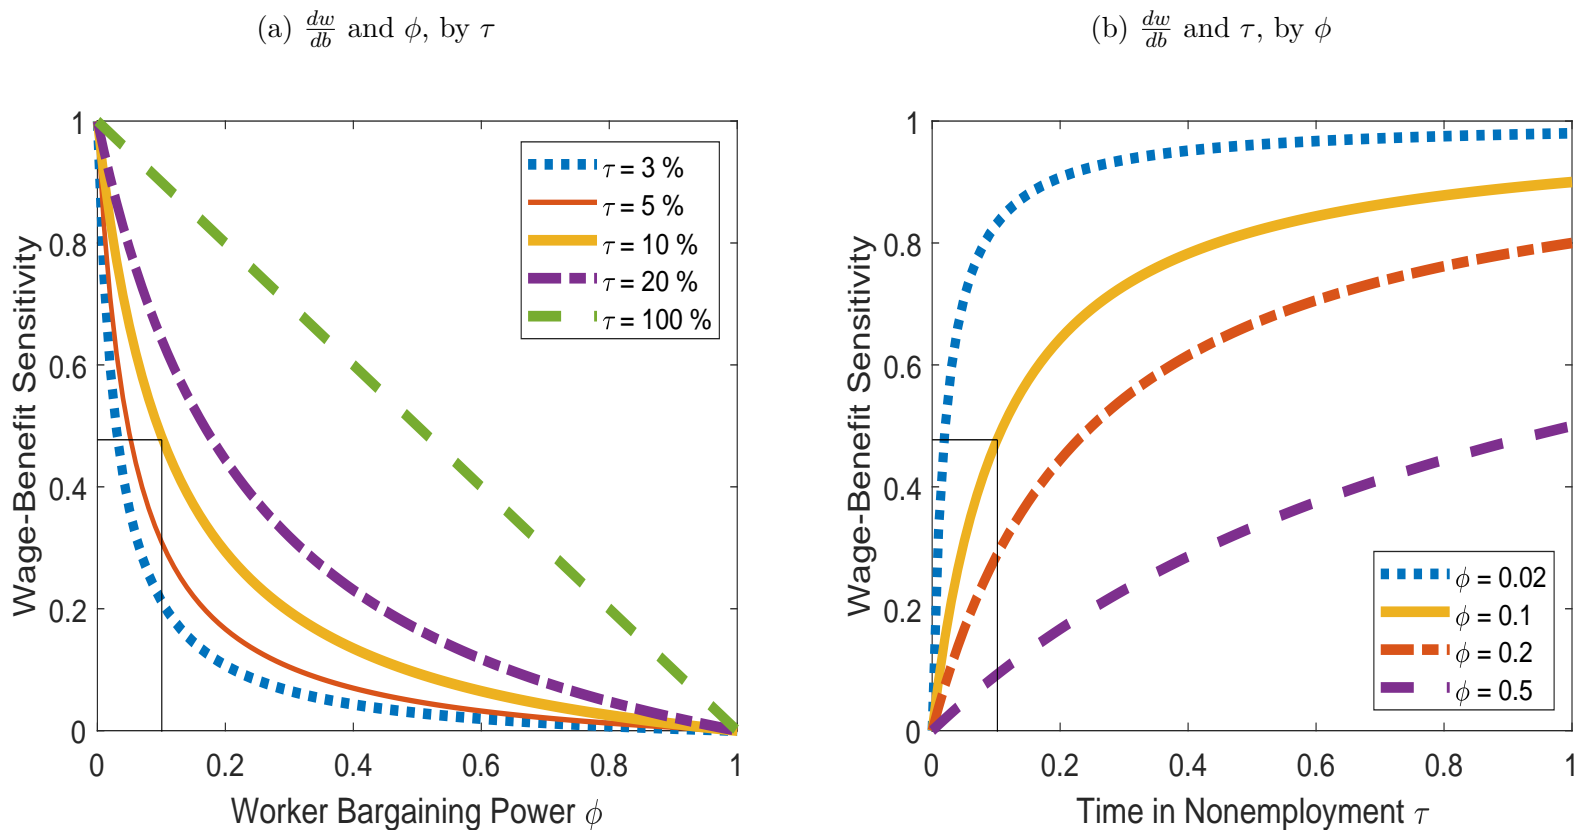 (a) dw/db and ϕ, by τ
Wage-Benefit Sensitivity
1
0.8
0.6
0.4
0.2
0
0
0.2
0.4
0.6
0.8
1
Worker Bargaining Power ϕ
τ = 3 %
τ = 5 %
τ = 10 %
τ = 20 %
τ = 100 %
(b) dw/db and τ, by ϕ
Wage-Benefit Sensitivity
1
0.8
0.6
0.4
0.2
0
0
0.2
0.4
0.6
0.8
1
Time in Nonemployment τ
ϕ = 0.02
ϕ = 0.1
ϕ = 0.2
ϕ = 0.5